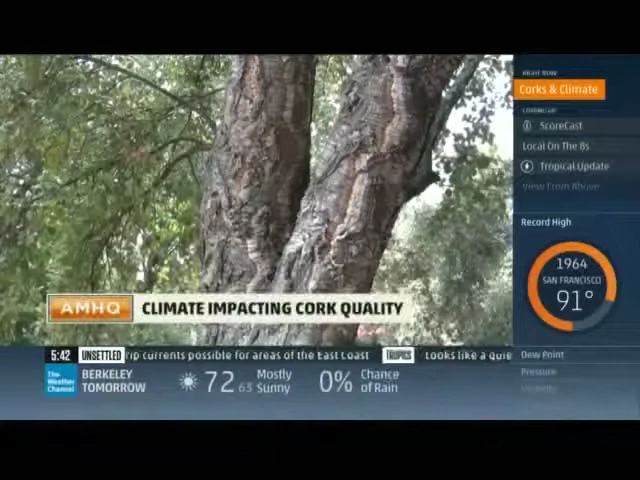 RIGHT NOW
Corks & Climate
COMING UP
ScoreCast
Local On The 8s
Tropical Update
View From Above
Record High
1964
SAN FRANCISCO
91°
AMHQ
CLIMATE IMPACTING CORK QUALITY
5:42 UNSETTLED rip currents possible for areas of the East Coast TROPICS Looks like a quie
Dew Point
Pressure
Visibility
The Weather Channel
BERKELEY
TOMORROW
72 63
Mostly
Sunny
0%
Chance
of Rain